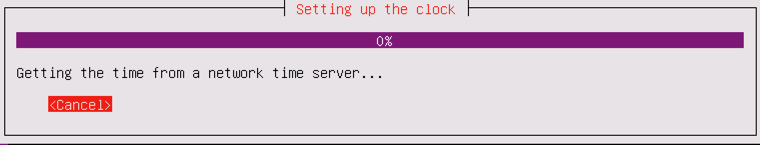 Setting up the clock
0%
Getting the time from a network time server...
<Cancel>